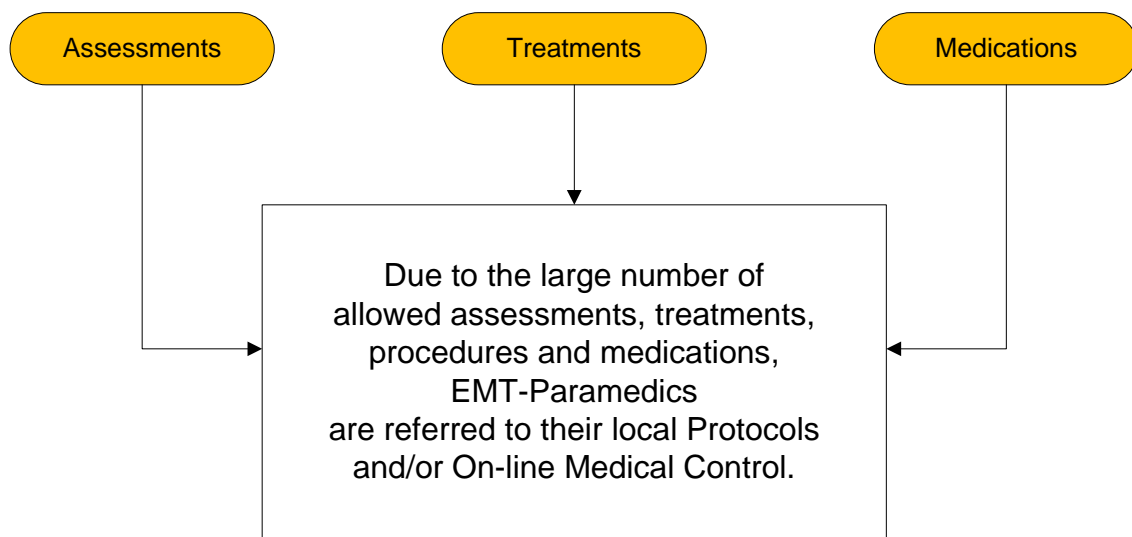 Assessments
Treatments
Medications
Due to the large number of
allowed assessments, treatments,
procedures and medications,
EMT-Paramedics
are referred to their local Protocols
and/or On-line Medical Control.